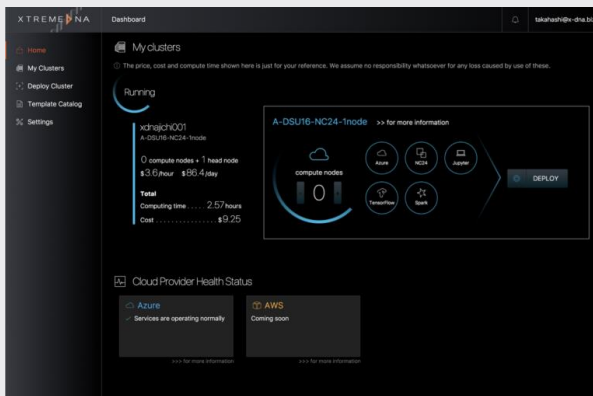 XTREME DNA
Dashboard
takahashi@x-dna.bi
Home
My Clusters
Deploy Cluster
Template Catalog
Settings
My clusters
The price, cost and compute time shown here is just for your reference. We assume no responsibility whatsoever for any loss caused by use of these.
Running
xdnajichi001
A-DSU16-NC24-1node
0 compute nodes + 1 head node
$3.6/hour $86.4/day
Total
Computing time ..... 2.57 hours
Cost ................ $9.25
A-DSU16-NC24-1node >> for more information
compute nodes
0
Azure
NC24
Jupyter
TensorFlow
Spark
DEPLOY
Cloud Provider Health Status
Azure
Services are operating normally
>>> for more information
AWS
Coming soon
>>> for more information